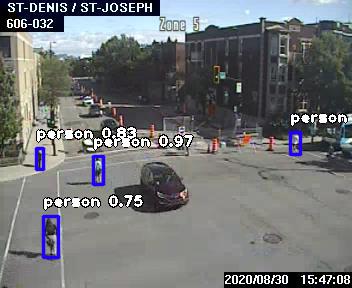 ST-DENIS / ST-JOSEPH
606-032
Zone 5
person
person 0.83
person 0.97
person 0.75
2020/08/30 15:47:08